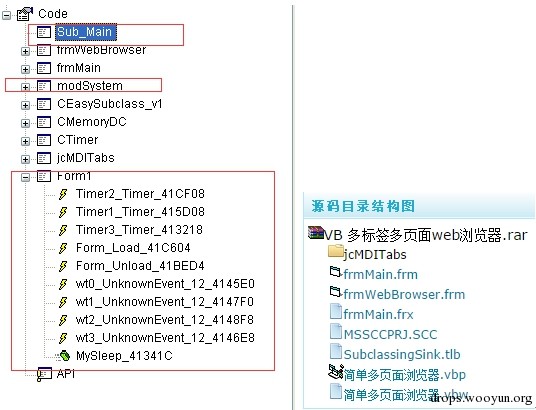 Code
Sub_Main
frmWebBrowser
frmMain
modSystem
CEasySubclass_v1
CMemoryDC
CTimer
jcMDITabs
Form1
Timer2_Timer_41CF08
Timer1_Timer_415D08
Timer3_Timer_413218
Form_Load_41C604
Form_Unload_41BED4
wt0_UnknownEvent_12_4145E0
wt1_UnknownEvent_12_4147F0
wt2_UnknownEvent_12_4148F8
wt3_UnknownEvent_12_4146E8
MySleep_41341C
API
源码目录结构图
VB 多标签多页面web浏览器.rar
jcMDITabs
frmMain.frm
frmWebBrowser.frm
frmMain.frx
MSSCCPRJ.SCC
SubclassingSink.tlb
简单多页面浏览器.vbp
简单多页面浏览器.vbw
drops.wooyun.org